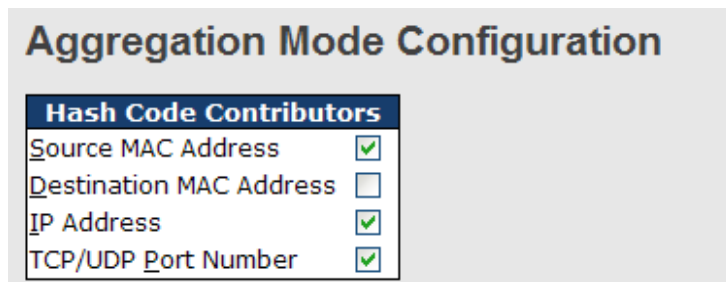 Aggregation Mode Configuration
Hash Code Contributors
Source MAC Address
Destination MAC Address
IP Address
TCP/UDP Port Number